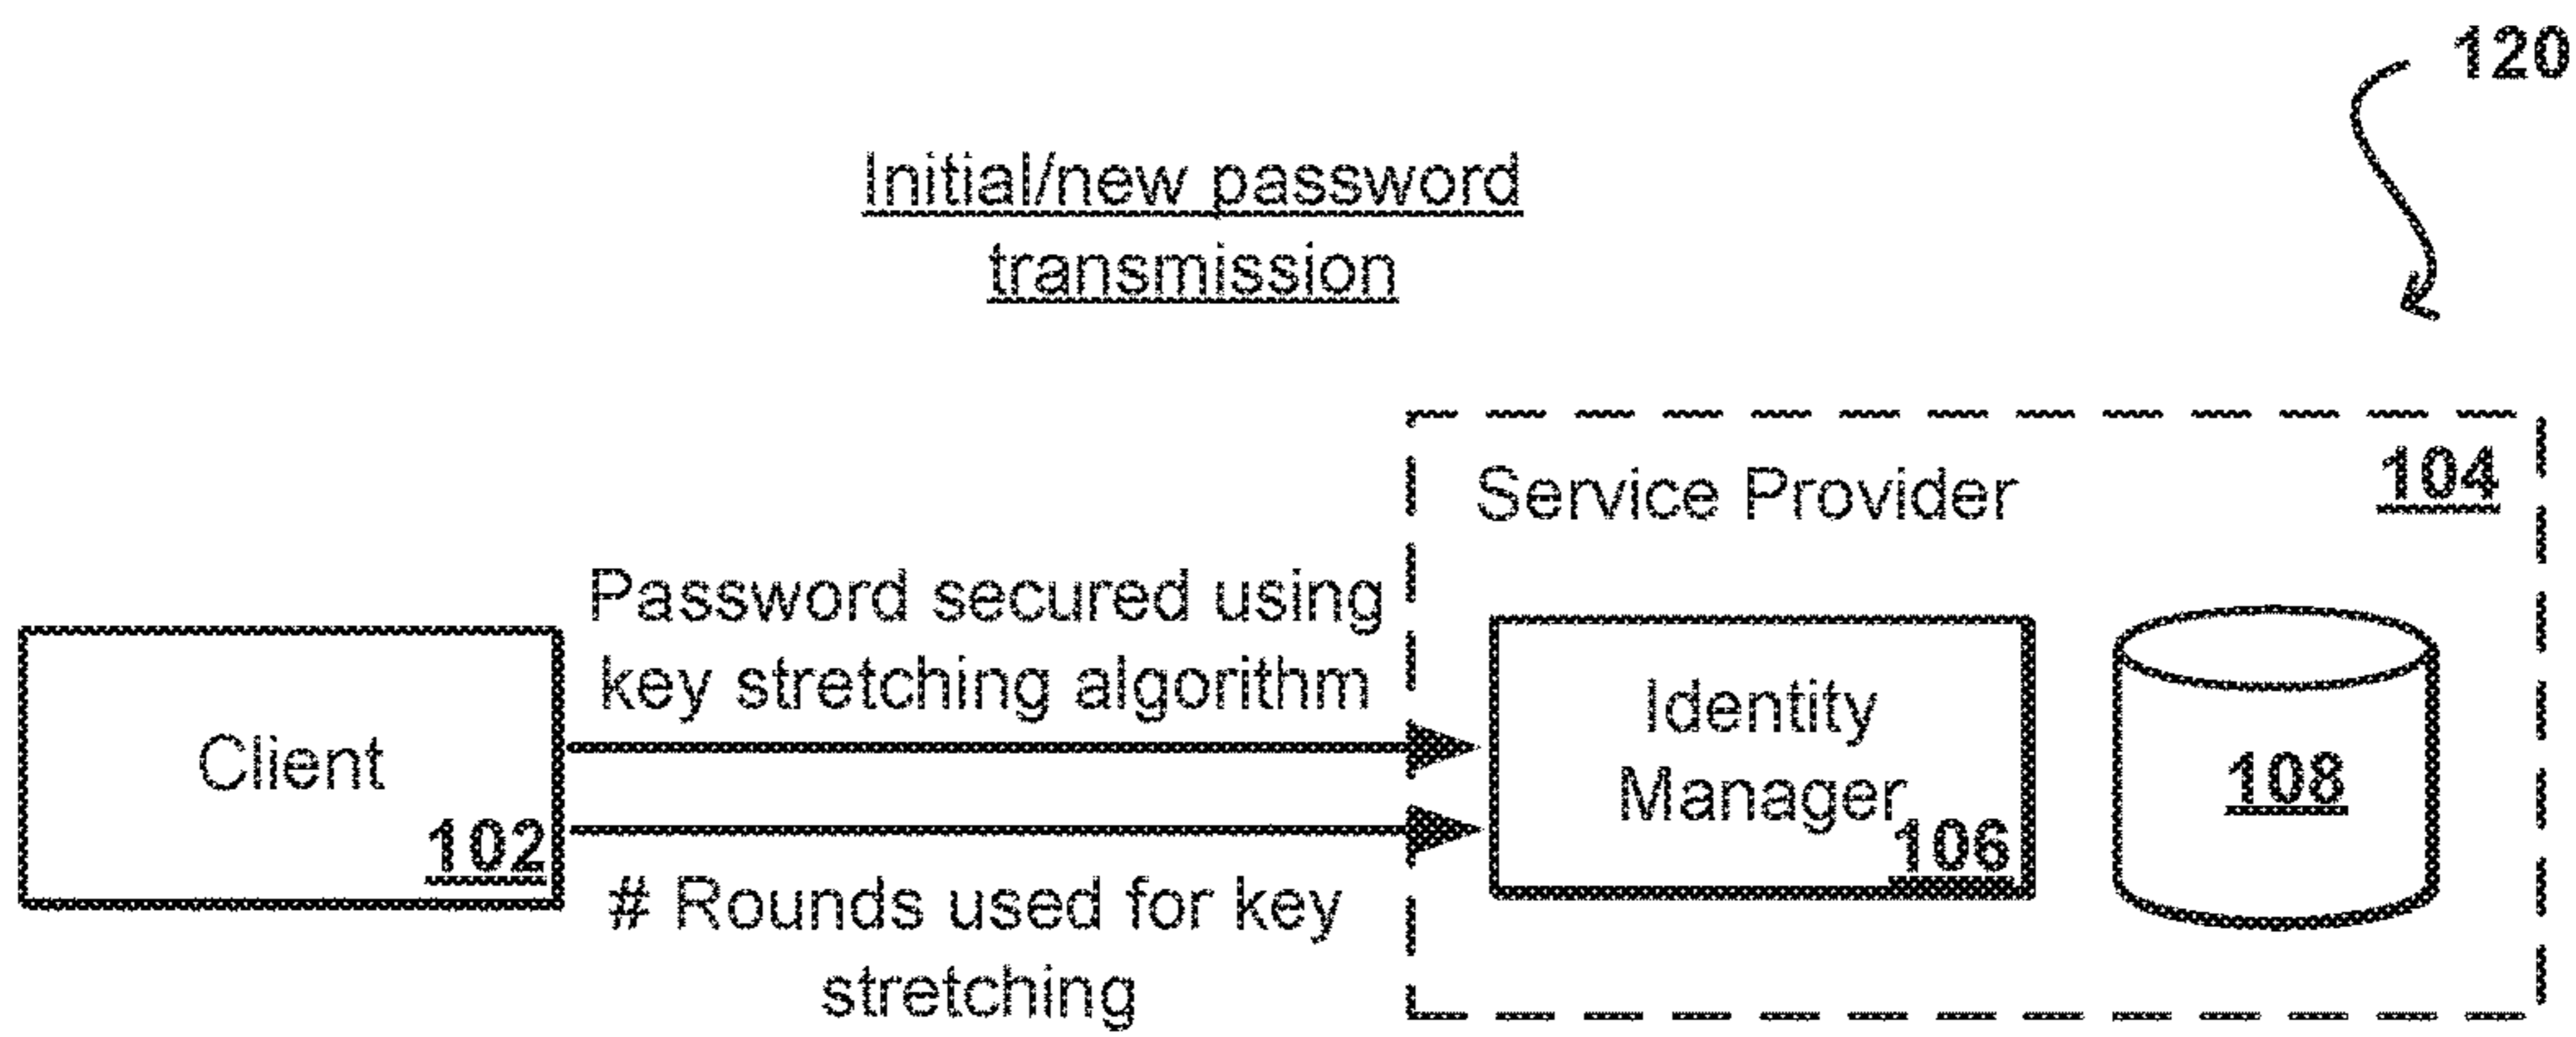 120
Initial/new password
transmission
Service Provider
104
Password secured using
key stretching algorithm
Identity
Manager
106
108
Client
102
# Rounds used for key
stretching